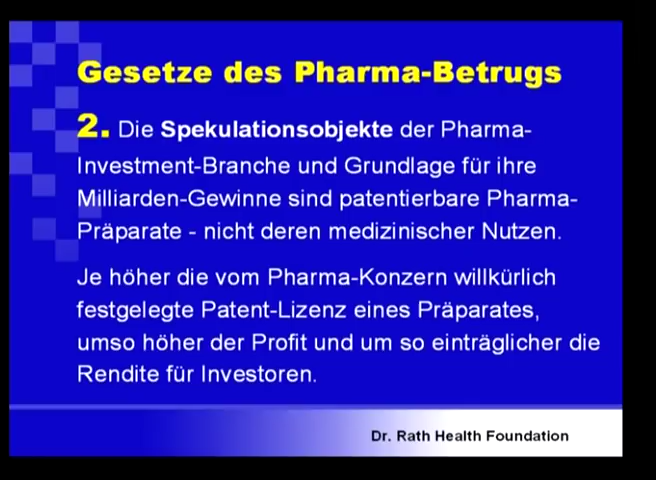 Gesetze des Pharma-Betrugs
2. Die Spekulationsobjekte der Pharma-
Investment-Branche und Grundlage für ihre
Milliarden-Gewinne sind patentierbare Pharma-
Präparate - nicht deren medizinischer Nutzen.
Je höher die vom Pharma-Konzern willkürlich
festgelegte Patent-Lizenz eines Präparates,
umso höher der Profit und um so einträglicher die
Rendite für Investoren.
Dr. Rath Health Foundation